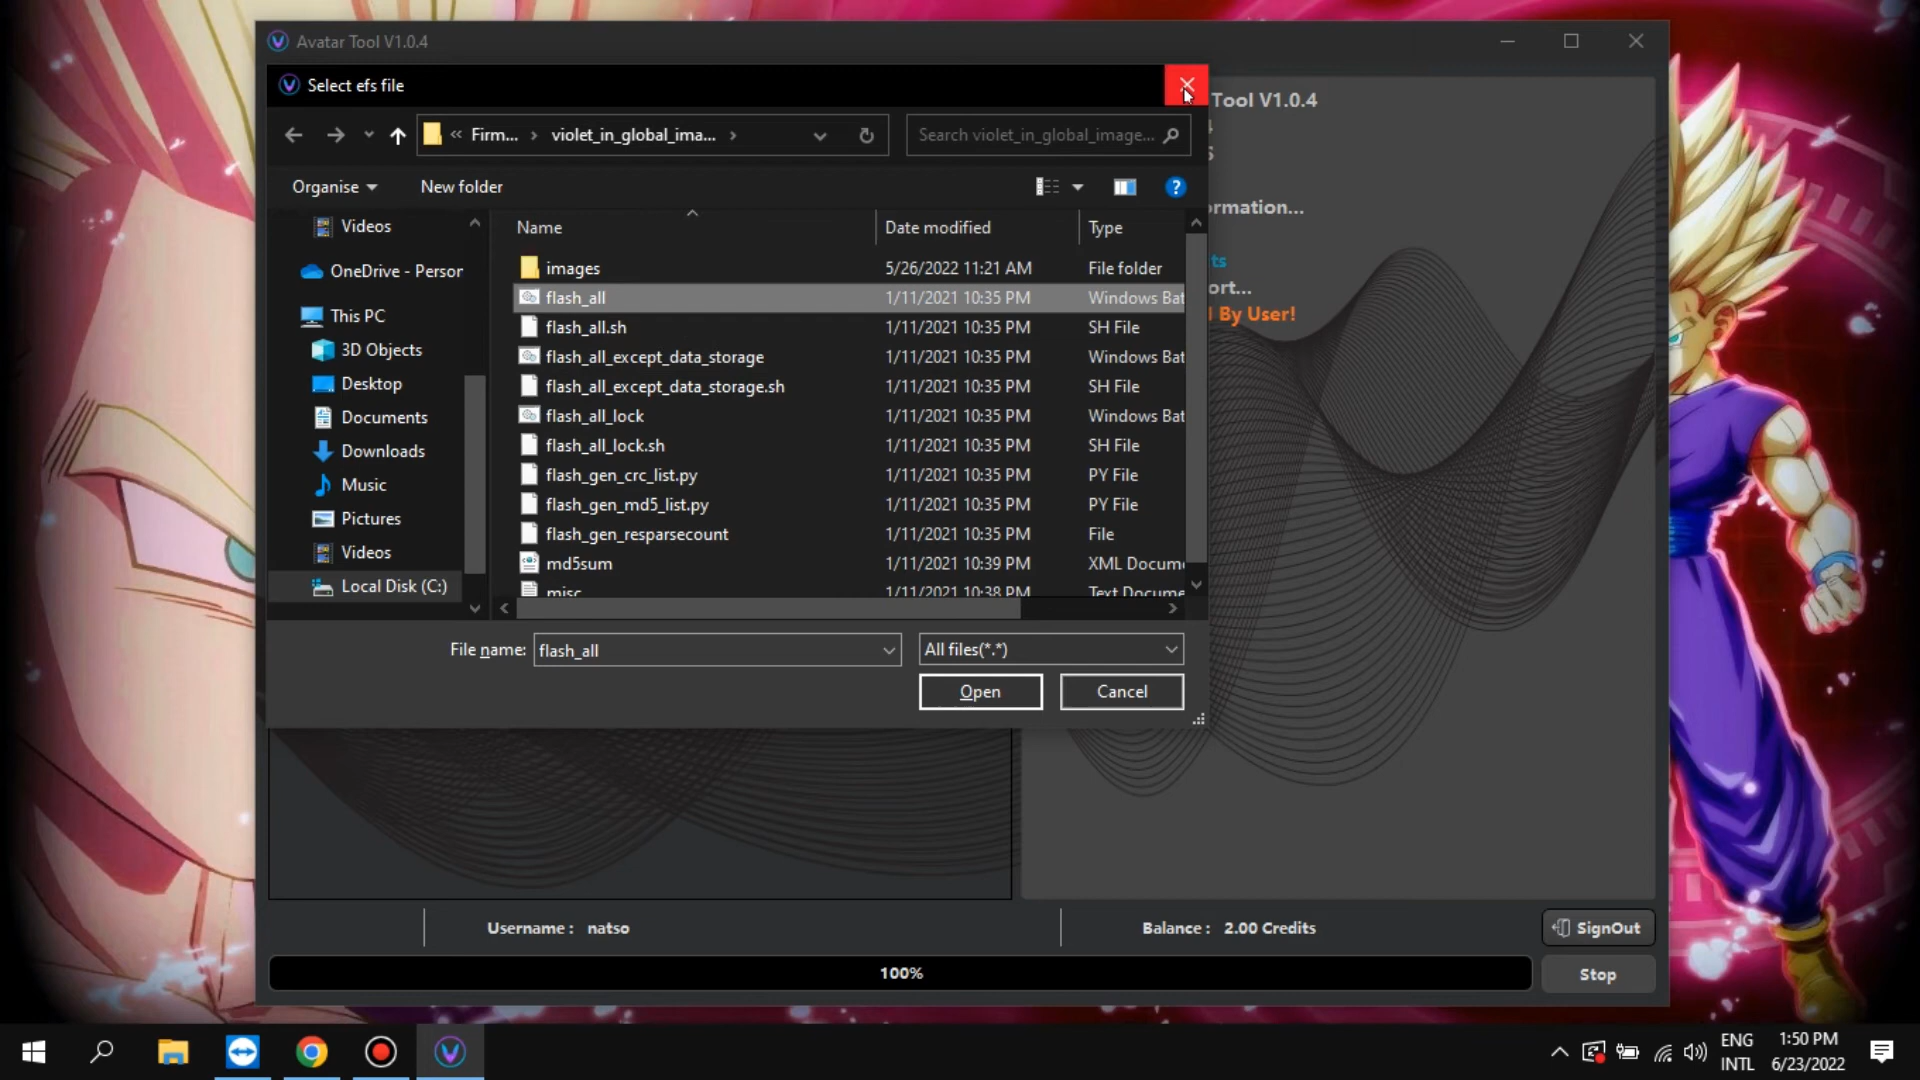 Avatar Tool V1.0.4
Select efs file
Tool V1.0.4
« Firm... › violet_in_global_ima... ›
Search violet_in_global_image...
Organise
New folder
ormation...
Name
Date modified
Type
Videos
OneDrive - Person
This PC
3D Objects
Desktop
Documents
Downloads
Music
Pictures
Videos
Local Disk (C:)
images 5/26/2022 11:21 AM File folder
flash_all 1/11/2021 10:35 PM Windows Bat
flash_all.sh 1/11/2021 10:35 PM SH File
flash_all_except_data_storage 1/11/2021 10:35 PM Windows Bat
flash_all_except_data_storage.sh 1/11/2021 10:35 PM SH File
flash_all_lock 1/11/2021 10:35 PM Windows Bat
flash_all_lock.sh 1/11/2021 10:35 PM SH File
flash_gen_crc_list.py 1/11/2021 10:35 PM PY File
flash_gen_md5_list.py 1/11/2021 10:35 PM PY File
flash_gen_resparsecount 1/11/2021 10:35 PM File
md5sum 1/11/2021 10:39 PM XML Docum
misc 1/11/2021 10:38 PM Text Docume
ts
ort...
By User!
File name: flash_all
All files(*.*)
Open
Cancel
Username : natso
Balance : 2.00 Credits
SignOut
100%
Stop
ENG
INTL
1:50 PM
6/23/2022